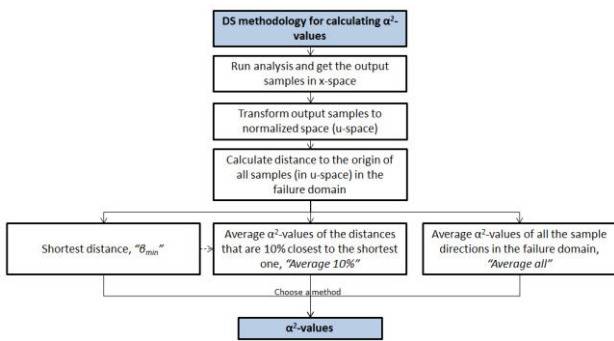 DS methodology for calculating α²-
values
Run analysis and get the output
samples in x-space
Transform output samples to
normalized space (u-space)
Calculate distance to the origin of
all samples (in u-space) in the
failure domain
Shortest distance, “βmin”
Average α²-values of the distances
that are 10% closest to the shortest
one, “Average 10%”
Average α²-values of all the sample
directions in the failure domain,
“Average all”
Choose a method
α²-values